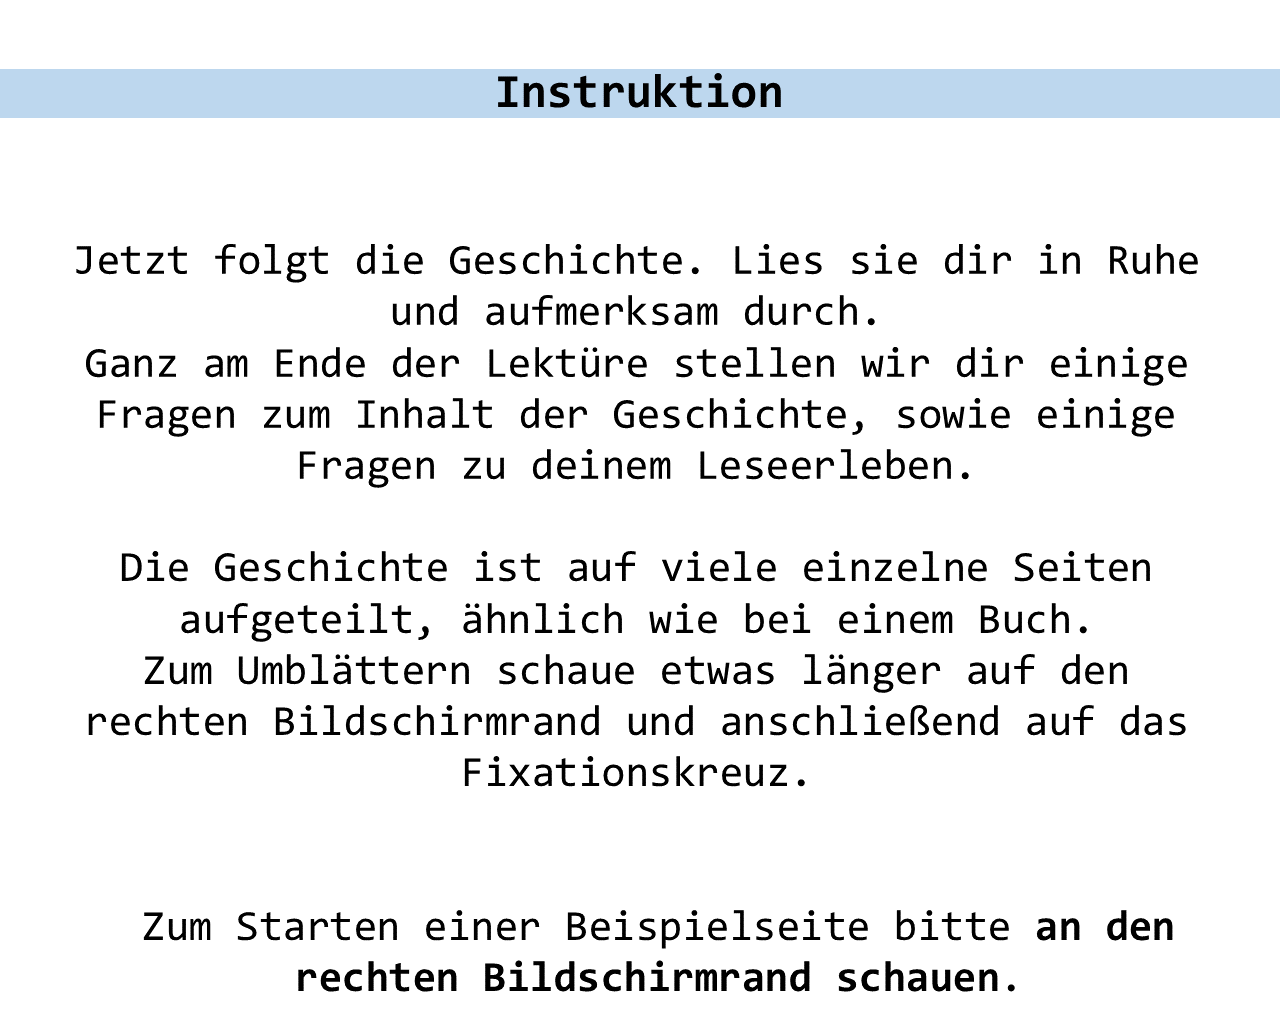 Instruktion
Jetzt folgt die Geschichte. Lies sie dir in Ruhe
und aufmerksam durch.
Ganz am Ende der Lektüre stellen wir dir einige
Fragen zum Inhalt der Geschichte, sowie einige
Fragen zu deinem Leseerleben.
Die Geschichte ist auf viele einzelne Seiten
aufgeteilt, ähnlich wie bei einem Buch.
Zum Umblättern schaue etwas länger auf den
rechten Bildschirmrand und anschließend auf das
Fixationskreuz.
Zum Starten einer Beispielseite bitte an den
rechten Bildschirmrand schauen.